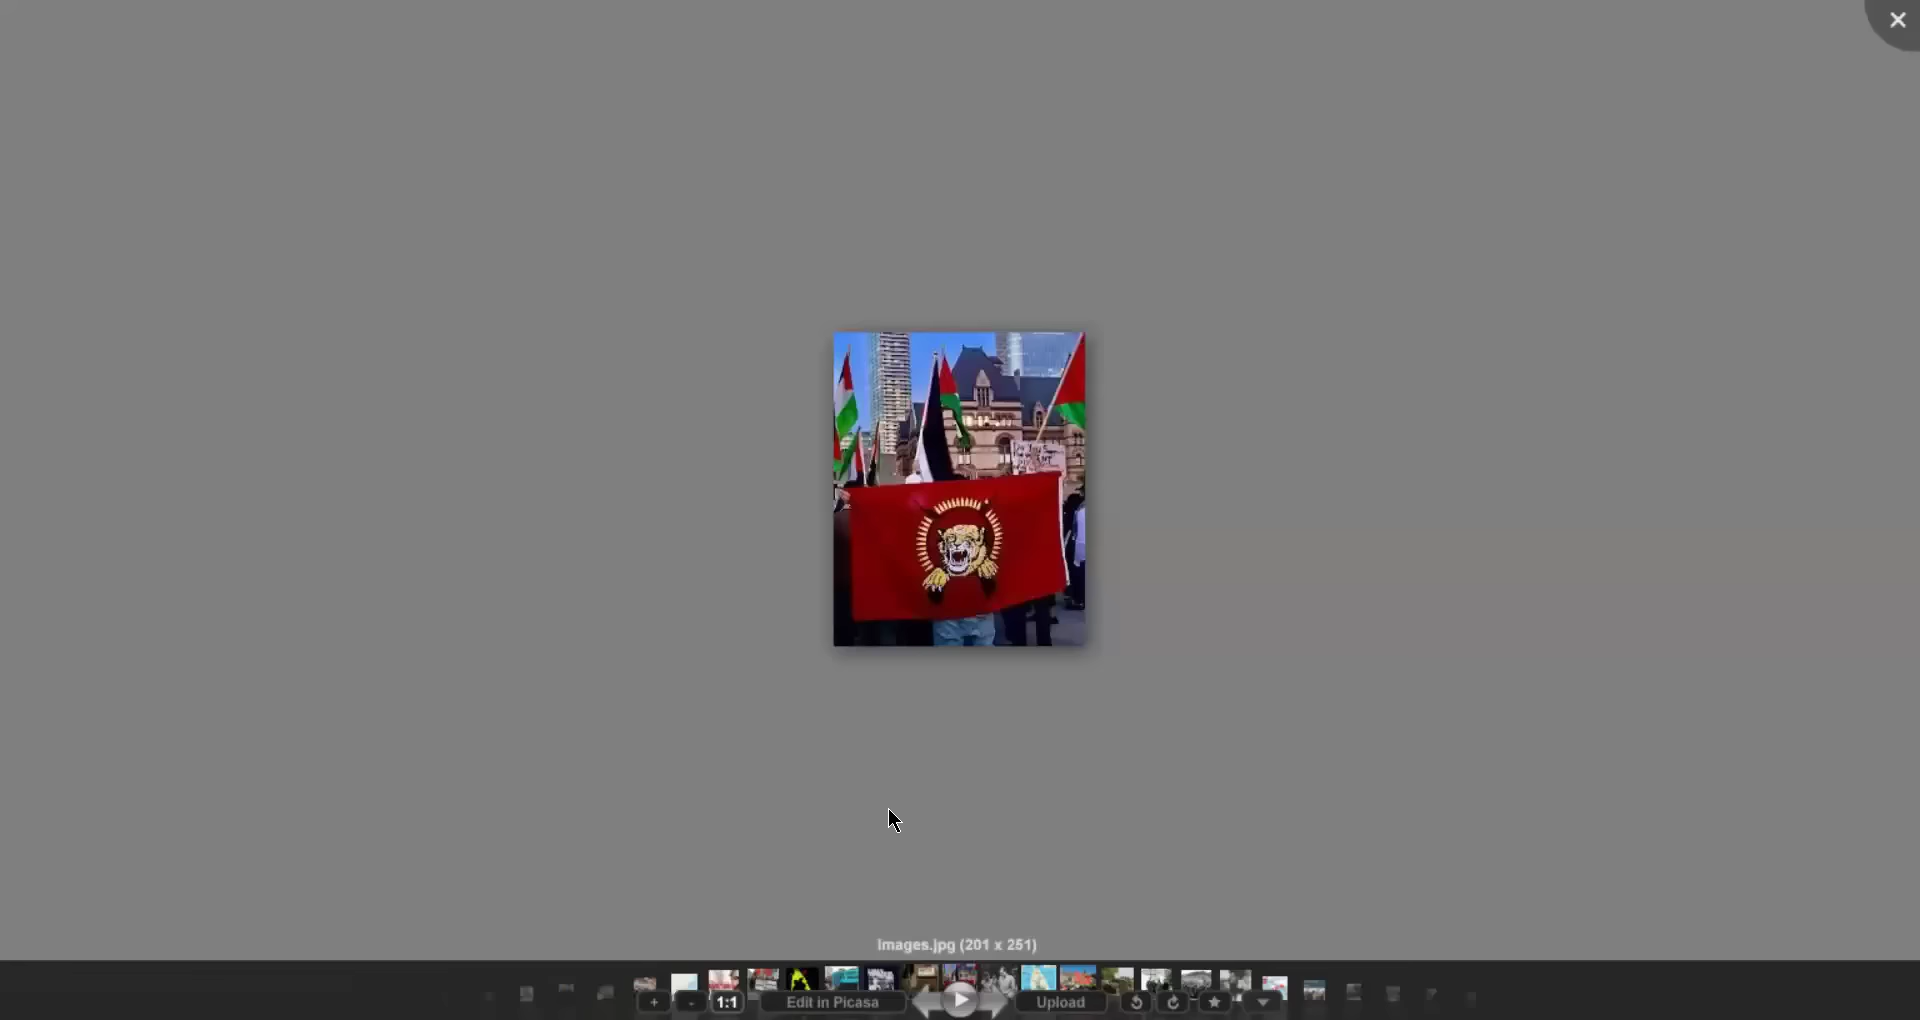 images.jpg (201 x 251)
+ - 1:1 Edit in Picasa Upload